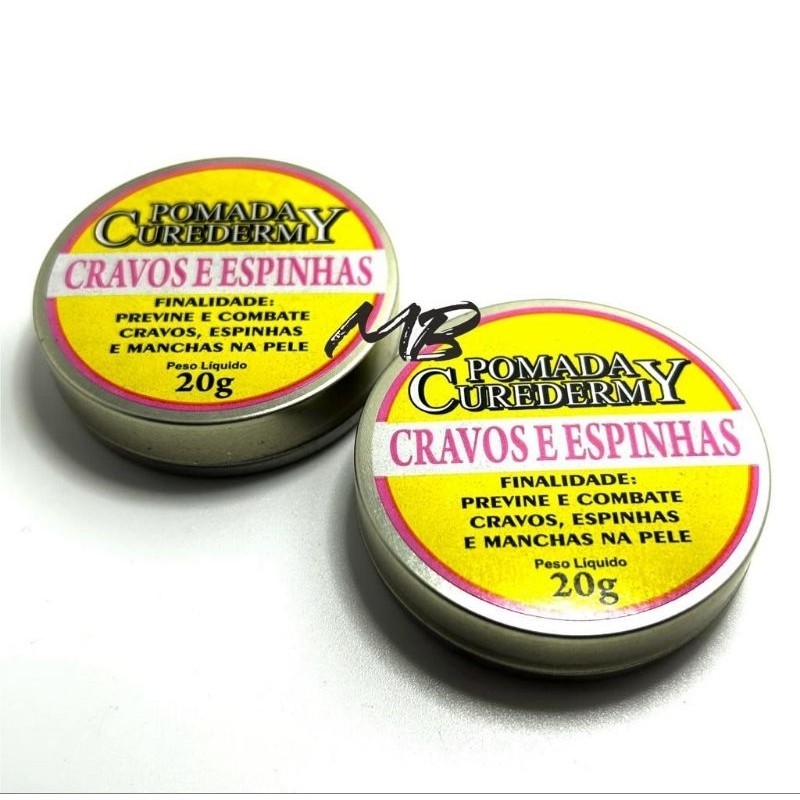 POMADA
CUREDERMY
CRAVOS E ESPINHAS
FINALIDADE:
PREVINE E COMBATE
CRAVOS, ESPINHAS
E MANCHAS NA PELE
Peso Líquido
20g
MB
POMADA
CUREDERMY
CRAVOS E ESPINHAS
FINALIDADE:
PREVINE E COMBATE
CRAVOS, ESPINHAS
E MANCHAS NA PELE
Peso Líquido
20g